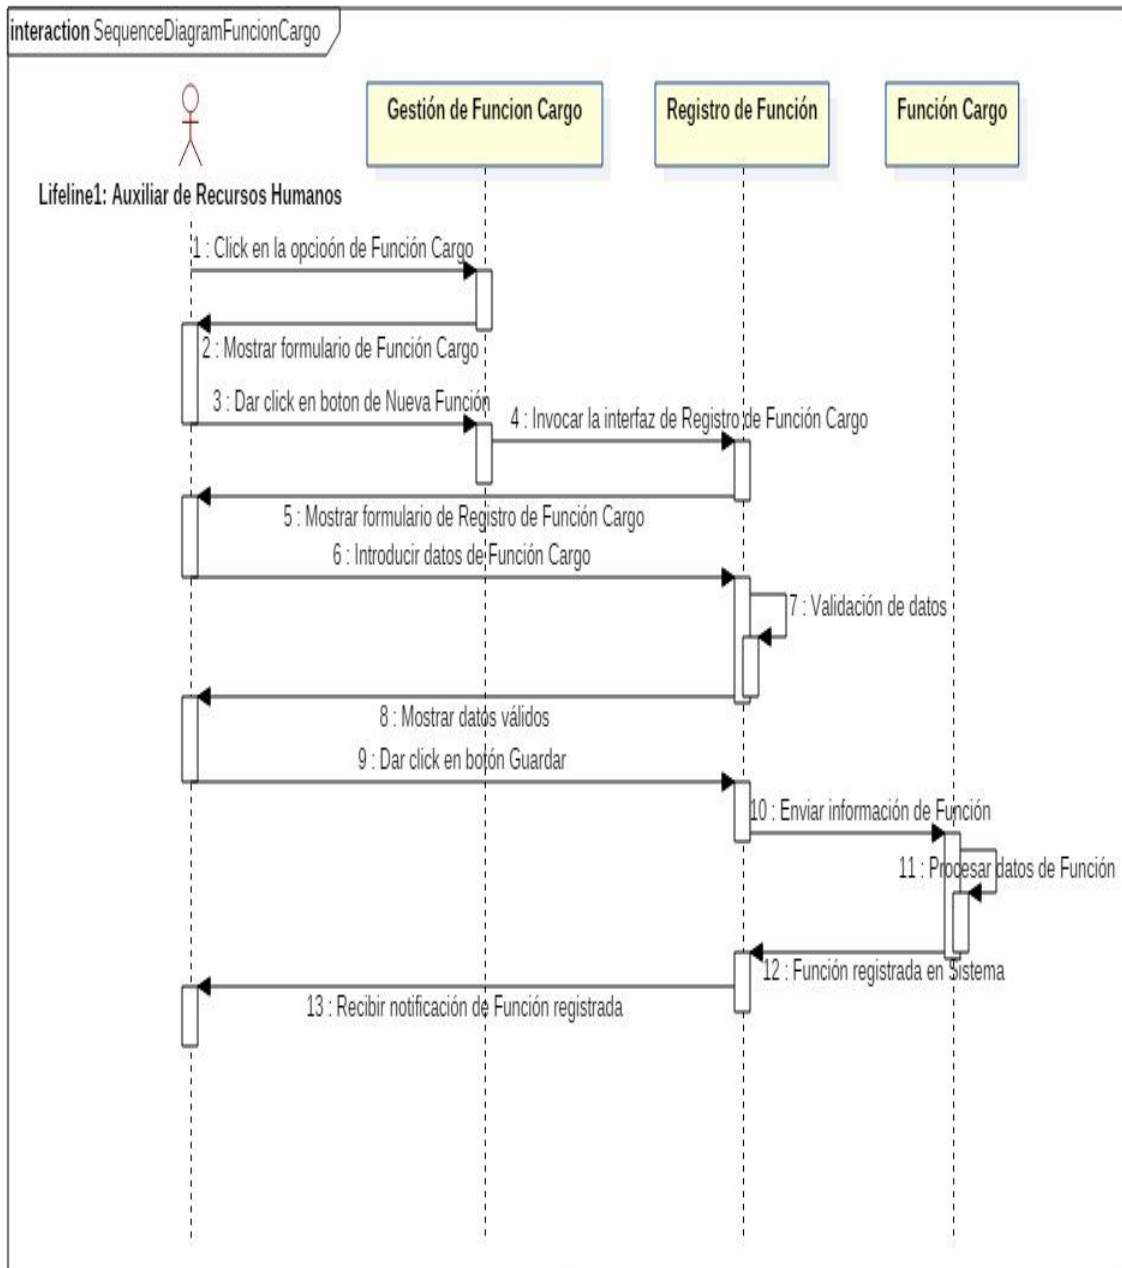 interaction SequenceDiagramFuncionCargo
Gestión de Funcion Cargo
Registro de Función
Función Cargo
Lifeline1: Auxiliar de Recursos Humanos
1 : Click en la opcioón de Función Cargo
2 : Mostrar formulario de Función Cargo
3 : Dar click en boton de Nueva Función
4 : Invocar la interfaz de Registro de Función Cargo
5 : Mostrar formulario de Registro de Función Cargo
6 : Introducir datos de Función Cargo
7 : Validación de datos
8 : Mostrar datos válidos
9 : Dar click en botón Guardar
10 : Enviar información de Función
11 : Procesar datos de Función
12 : Función registrada en Sistema
13 : Recibir notificación de Función registrada